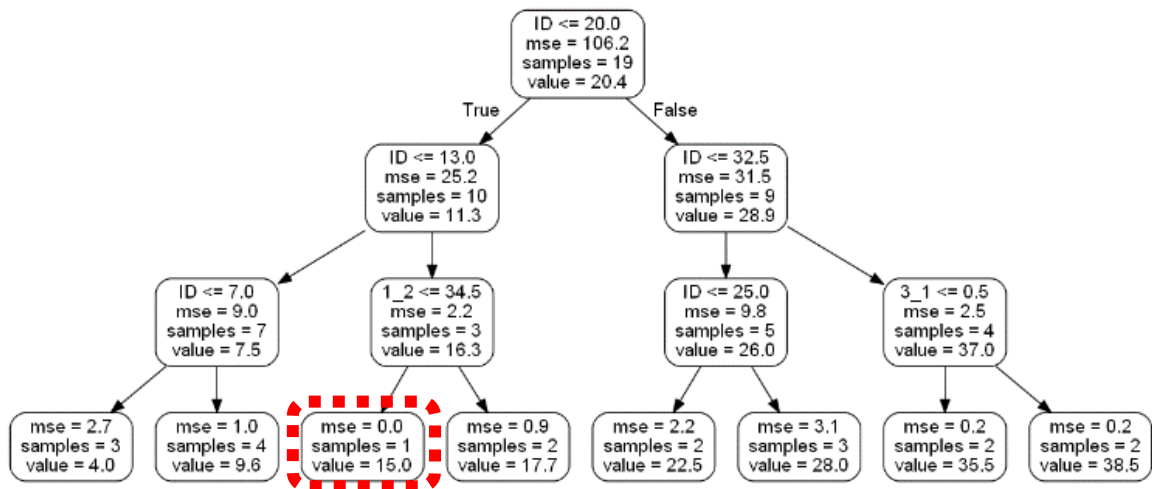 ID <= 20.0
mse = 106.2
samples = 19
value = 20.4
True
False
ID <= 13.0
mse = 25.2
samples = 10
value = 11.3
ID <= 32.5
mse = 31.5
samples = 9
value = 28.9
ID <= 7.0
mse = 9.0
samples = 7
value = 7.5
1_2 <= 34.5
mse = 2.2
samples = 3
value = 16.3
ID <= 25.0
mse = 9.8
samples = 5
value = 26.0
3_1 <= 0.5
mse = 2.5
samples = 4
value = 37.0
mse = 2.7
samples = 3
value = 4.0
mse = 1.0
samples = 4
value = 9.6
mse = 0.0
samples = 1
value = 15.0
mse = 0.9
samples = 2
value = 17.7
mse = 2.2
samples = 2
value = 22.5
mse = 3.1
samples = 3
value = 28.0
mse = 0.2
samples = 2
value = 35.5
mse = 0.2
samples = 2
value = 38.5